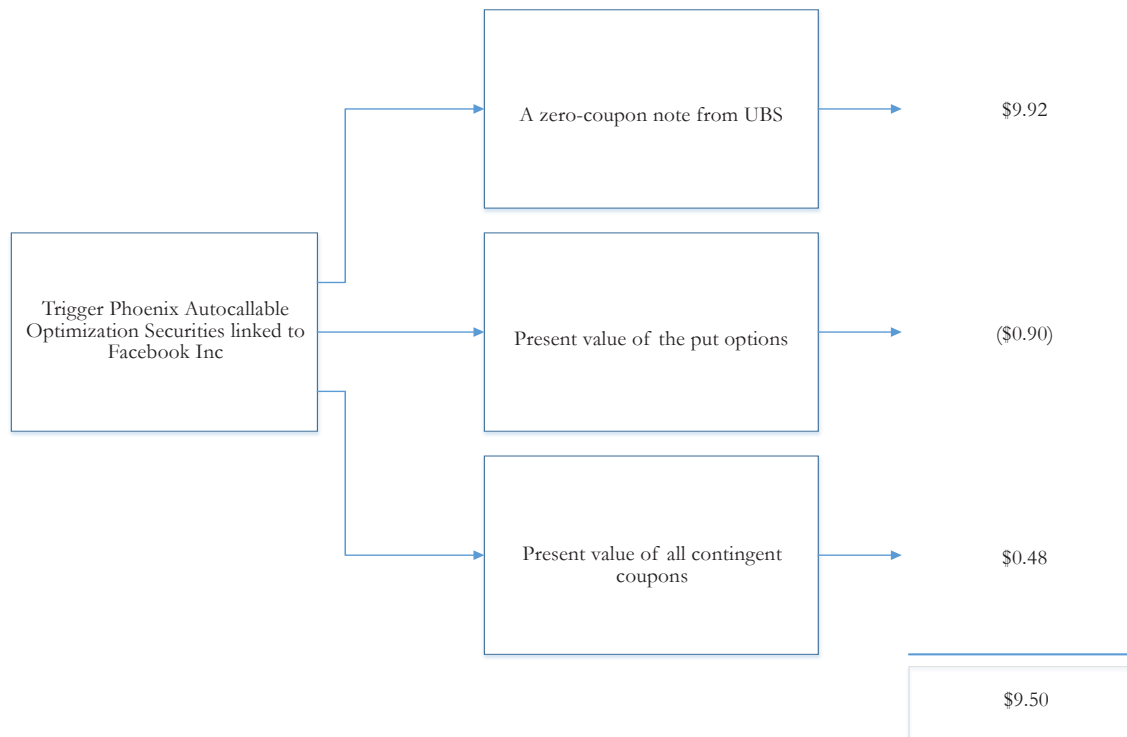 A zero-coupon note from UBS
$9.92
Trigger Phoenix Autocallable
Optimization Securities linked to
Facebook Inc
Present value of the put options
($0.90)
Present value of all contingent
coupons
$0.48
$9.50